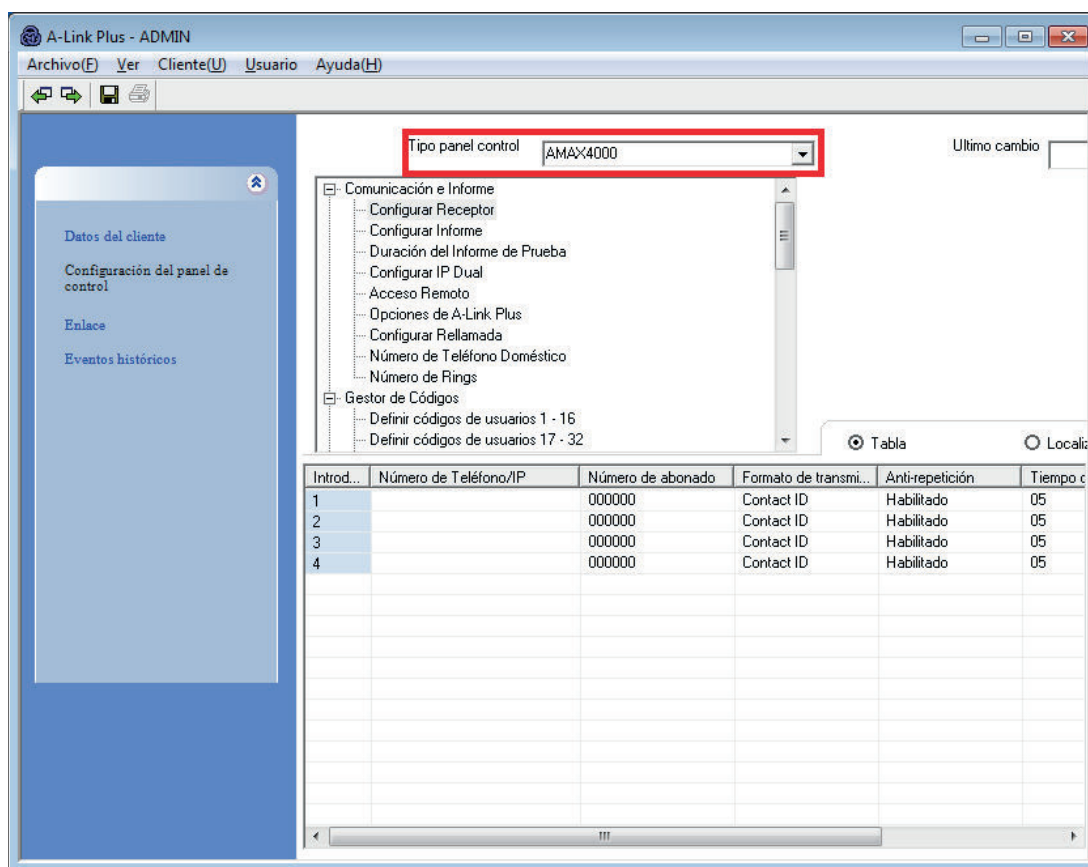 A-Link Plus - ADMIN
Archivo(F) Ver Cliente(U) Usuario Ayuda(H)
Tipo panel control AMAX4000 Ultimo cambio
Datos del cliente
Configuración del panel de
control
Enlace
Eventos históricos
Comunicación e Informe
Configurar Receptor
Configurar Informe
Duración del Informe de Prueba
Configurar IP Dual
Acceso Remoto
Opciones de A-Link Plus
Configurar Rellamada
Número de Teléfono Doméstico
Número de Rings
Gestor de Códigos
Definir códigos de usuarios 1 - 16
Definir códigos de usuarios 17 - 32
Tabla Localiz
Introd... Número de Teléfono/IP Número de abonado Formato de transmi... Anti-repetición Tiempo
1 000000 Contact ID Habilitado 05
2 000000 Contact ID Habilitado 05
3 000000 Contact ID Habilitado 05
4 000000 Contact ID Habilitado 05